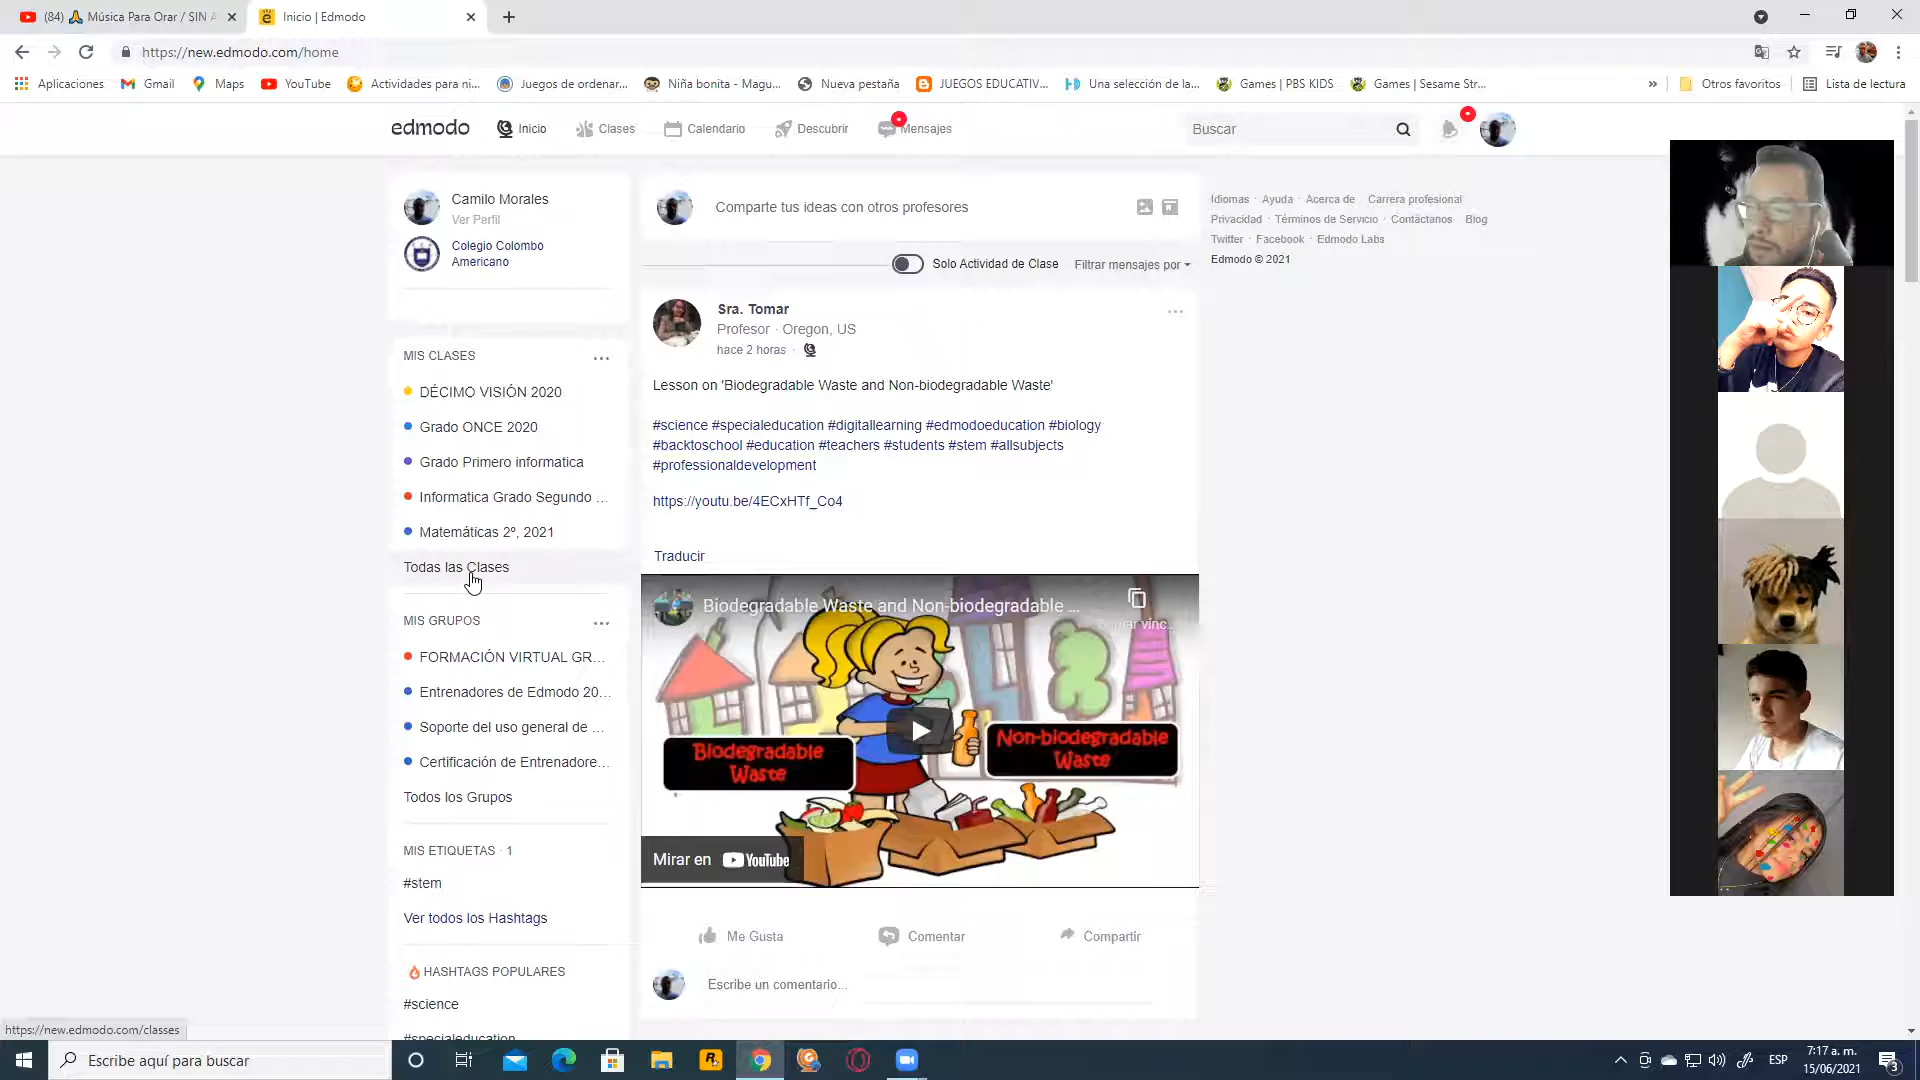 (84) 🙏 Música Para Orar / SIN A
Inicio | Edmodo
https://new.edmodo.com/home
Aplicaciones
Gmail
Maps
YouTube
Actividades para ni...
Juegos de ordenar...
Niña bonita - Magu...
Nueva pestaña
JUEGOS EDUCATIV...
Una selección de la...
Games | PBS KIDS
Games | Sesame Str...
»
Otros favoritos
Lista de lectura
edmodo
Inicio
Clases
Calendario
Descubrir
Mensajes
Buscar
Camilo Morales
Ver Perfil
Colegio Colombo
Americano
MIS CLASES
DÉCIMO VISIÓN 2020
Grado ONCE 2020
Grado Primero informatica
Informatica Grado Segundo ...
Matemáticas 2º, 2021
Todas las Clases
MIS GRUPOS
FORMACIÓN VIRTUAL GR...
Entrenadores de Edmodo 20...
Soporte del uso general de ...
Certificación de Entrenadore...
Todos los Grupos
MIS ETIQUETAS · 1
#stem
Ver todos los Hashtags
HASHTAGS POPULARES
#science
#specialeducation
Comparte tus ideas con otros profesores
Solo Actividad de Clase
Filtrar mensajes por
Sra. Tomar
Profesor · Oregon, US
hace 2 horas ·
Lesson on 'Biodegradable Waste and Non-biodegradable Waste'
#science #specialeducation #digitallearning #edmodoeducation #biology
#backtoschool #education #teachers #students #stem #allsubjects
#professionaldevelopment
https://youtu.be/4ECxHTf_Co4
Traducir
Biodegradable Waste and Non-biodegradable ...
Biodegradable
Waste
Non-biodegradable
Waste
Mirar en YouTube
Me Gusta
Comentar
Compartir
Escribe un comentario...
Idiomas · Ayuda · Acerca de · Carrera profesional
Privacidad · Términos de Servicio · Contáctanos · Blog
Twitter · Facebook · Edmodo Labs
Edmodo © 2021
https://new.edmodo.com/classes
Escribe aquí para buscar
ESP
7:17 a. m.
15/06/2021
3